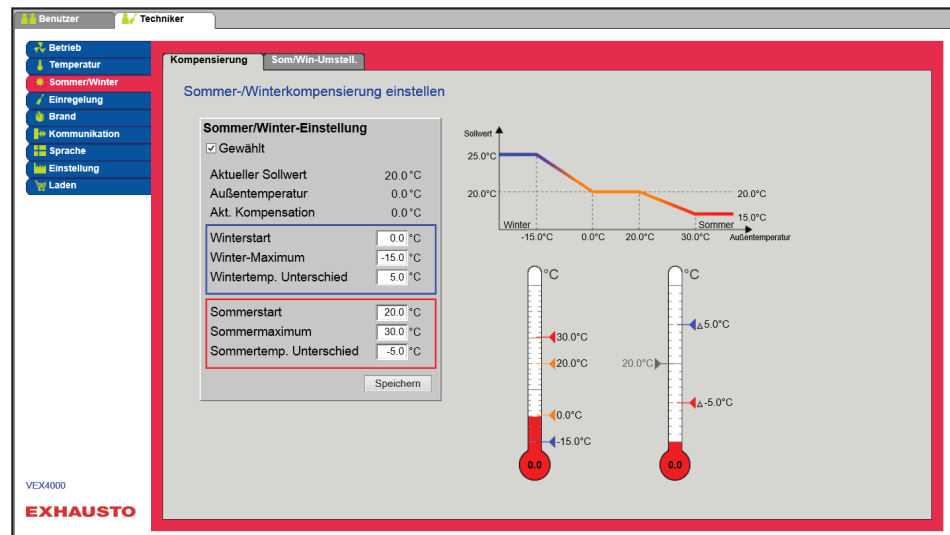 Benutzer
Techniker
Betrieb
Temperatur
Sommer/Winter
Einregelung
Brand
Kommunikation
Sprache
Einstellung
Laden
VEX4000
EXHAUSTO
Kompensierung
Som/Win-Umstell.
Sommer-/Winterkompensierung einstellen
Sommer/Winter-Einstellung
Gewählt
Aktueller Sollwert 20.0°C
Außentemperatur 0.0°C
Akt. Kompensation 0.0°C
Winterstart 0.0 °C
Winter-Maximum -15.0 °C
Wintertemp. Unterschied 5.0 °C
Sommerstart 20.0 °C
Sommermaximum 30.0 °C
Sommertemp. Unterschied -5.0 °C
Speichern
Sollwert
25.0°C
20.0°C 20.0°C
15.0°C
Winter Sommer
-15.0°C 0.0°C 20.0°C 30.0°C Außentemperatur
°C
30.0°C
20.0°C
0.0°C
-15.0°C
0.0
°C
△5.0°C
20.0°C
△-5.0°C
0.0